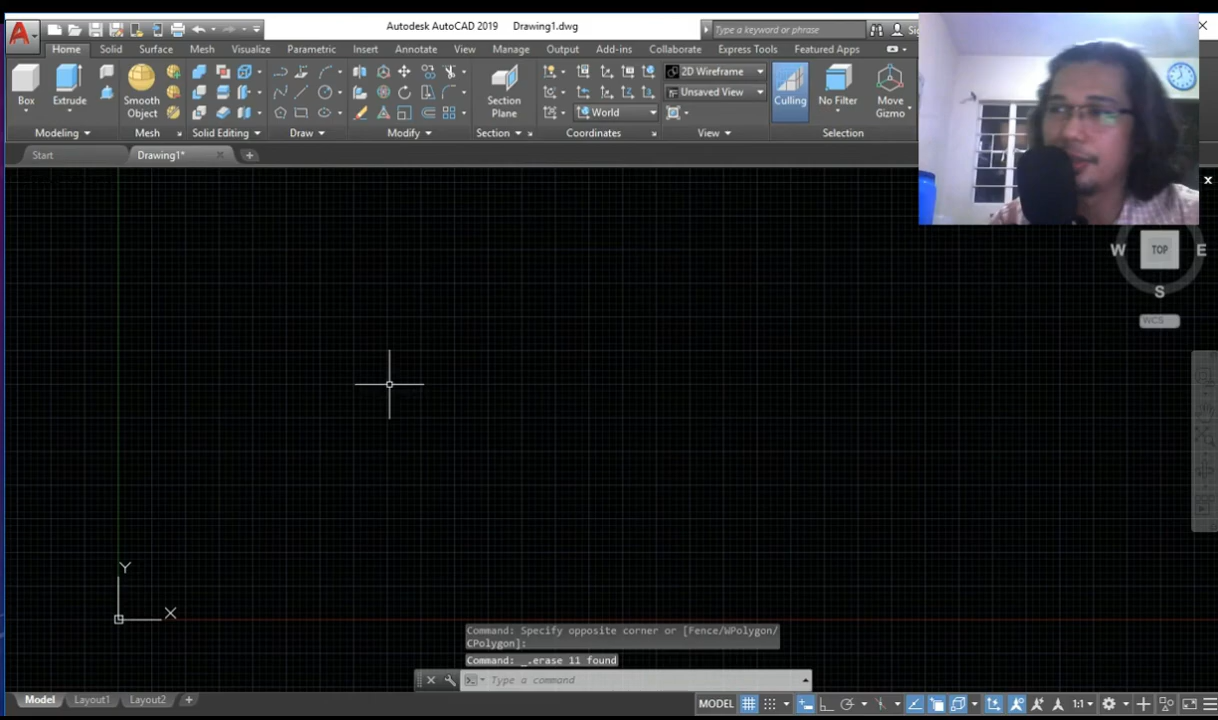 Autodesk AutoCAD 2019 Drawing1.dwg
Type a keyword or phrase
Home Solid Surface Mesh Visualize Parametric Insert Annotate View Manage Output Add-ins Collaborate Express Tools Featured Apps
2D Wireframe
Unsaved View
World
Box Extrude Smooth Object Section Plane Culling No Filter Move Gizmo
Modeling Mesh Solid Editing Draw Modify Section Coordinates View Selection
Start Drawing1*
W TOP E
S
WCS
Y
X
Command: Specify opposite corner or [Fence/WPolygon/
CPolygon]:
Command: _.erase 11 found
Type a command
Model Layout1 Layout2 MODEL 1:1